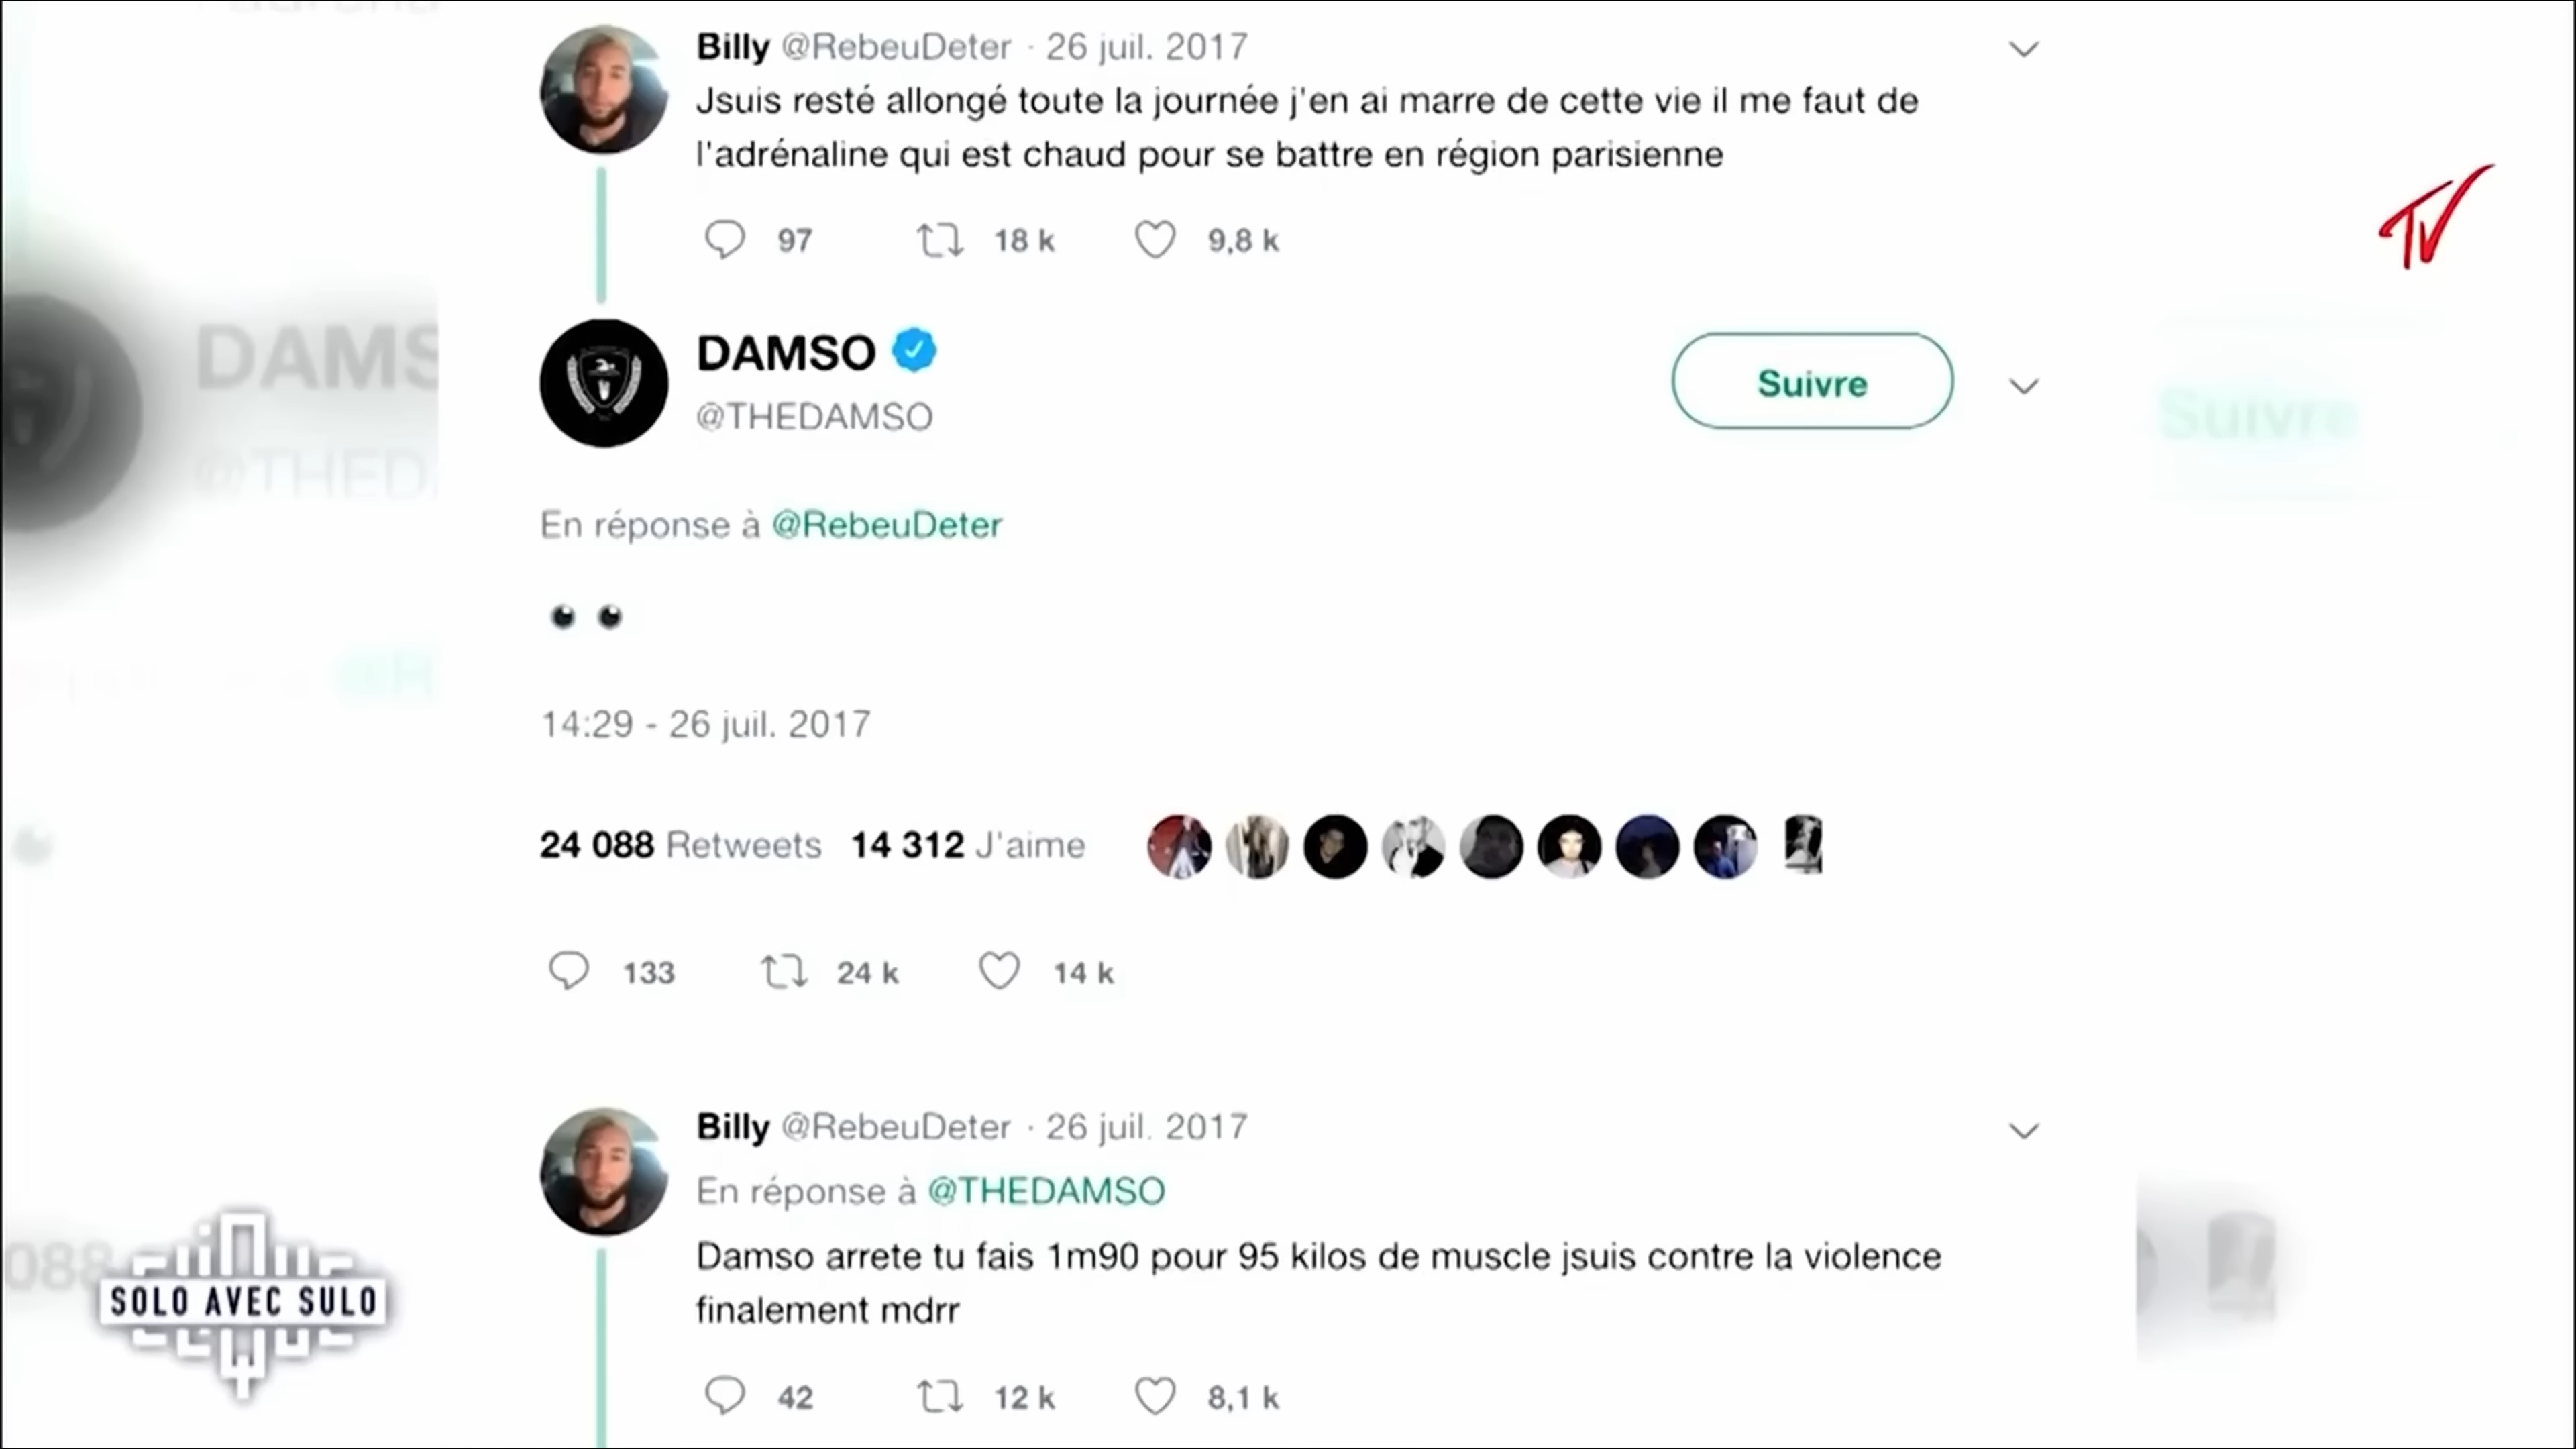 Billy @RebeuDeter · 26 juil. 2017
Jsuis resté allongé toute la journée j'en ai marre de cette vie il me faut de
l'adrénaline qui est chaud pour se battre en région parisienne
97 18 k 9,8 k
TV
DAMSO
@THEDAMSO
Suivre
DAMS
@THED
Suivre
En réponse à @RebeuDeter
14:29 - 26 juil. 2017
24 088 Retweets 14 312 J'aime
133 24 k 14 k
Billy @RebeuDeter · 26 juil. 2017
En réponse à @THEDAMSO
Damso arrete tu fais 1m90 pour 95 kilos de muscle jsuis contre la violence
finalement mdrr
42 12 k 8,1 k
088
SOLO AVEC SULO